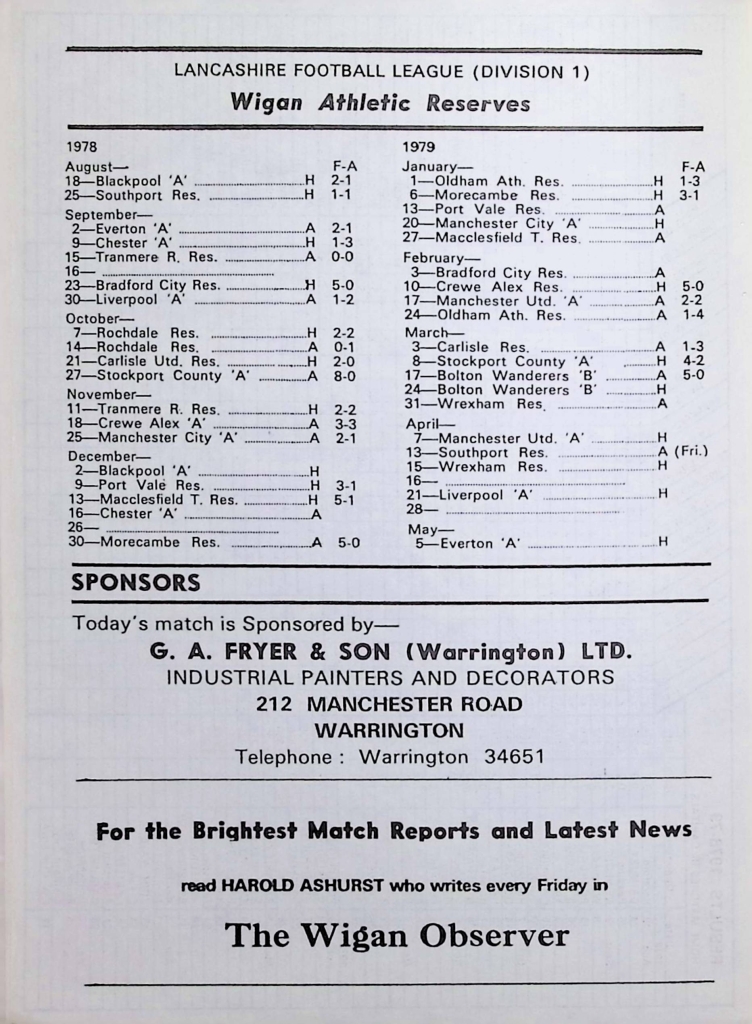 LANCASHIRE FOOTBALL LEAGUE (DIVISION 1)
Wigan Athletic Reserves
1978
August— F-A
18—Blackpool 'A' ........ H 2-1
25—Southport Res. ........ H 1-1
September—
2—Everton 'A' ........ A 2-1
9—Chester 'A' ........ H 1-3
15—Tranmere R. Res. ........ A 0-0
16— ........
23—Bradford City Res. ........ H 5-0
30—Liverpool 'A' ........ A 1-2
October—
7—Rochdale Res. ........ H 2-2
14—Rochdale Res. ........ A 0-1
21—Carlisle Utd. Res. ........ H 2-0
27—Stockport County 'A' ........ A 8-0
November—
11—Tranmere R. Res. ........ H 2-2
18—Crewe Alex 'A' ........ A 3-3
25—Manchester City 'A' ........ A 2-1
December—
2—Blackpool 'A' ........ H
9—Port Vale Res. ........ H 3-1
13—Macclesfield T. Res. ........ H 5-1
16—Chester 'A' ........ A
26— ........
30—Morecambe Res. ........ A 5-0
1979
January— F-A
1—Oldham Ath. Res. ........ H 1-3
6—Morecambe Res. ........ H 3-1
13—Port Vale Res. ........ A
20—Manchester City 'A' ........ H
27—Macclesfield T. Res. ........ A
February—
3—Bradford City Res. ........ A
10—Crewe Alex Res. ........ H 5-0
17—Manchester Utd. 'A' ........ A 2-2
24—Oldham Ath. Res. ........ A 1-4
March—
3—Carlisle Res. ........ A 1-3
8—Stockport County 'A' ........ H 4-2
17—Bolton Wanderers 'B' ........ A 5-0
24—Bolton Wanderers 'B' ........ H
31—Wrexham Res. ........ A
April—
7—Manchester Utd. 'A' ........ H
13—Southport Res. ........ A (Fri.)
15—Wrexham Res. ........ H
16— ........
21—Liverpool 'A' ........ H
28— ........
May—
5—Everton 'A' ........ H
SPONSORS
Today's match is Sponsored by—
G. A. FRYER & SON (Warrington) LTD.
INDUSTRIAL PAINTERS AND DECORATORS
212 MANCHESTER ROAD
WARRINGTON
Telephone : Warrington 34651
For the Brightest Match Reports and Latest News
read HAROLD ASHURST who writes every Friday in
The Wigan Observer